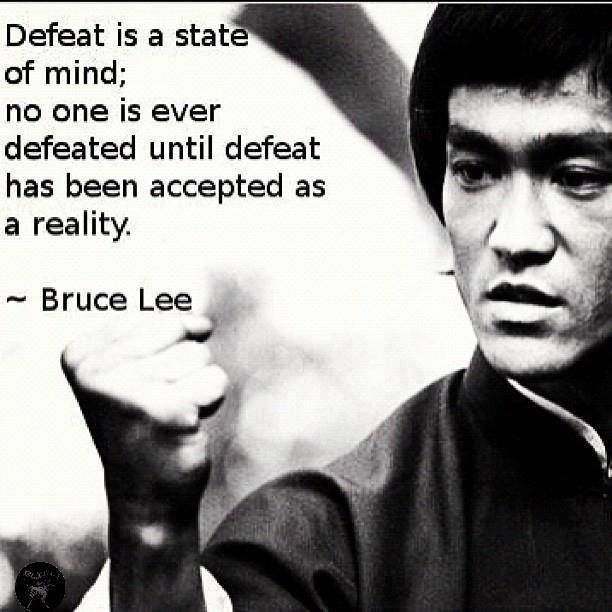 Defeat is a state
of mind;
no one is ever
defeated until defeat
has been accepted as
a reality.
~ Bruce Lee